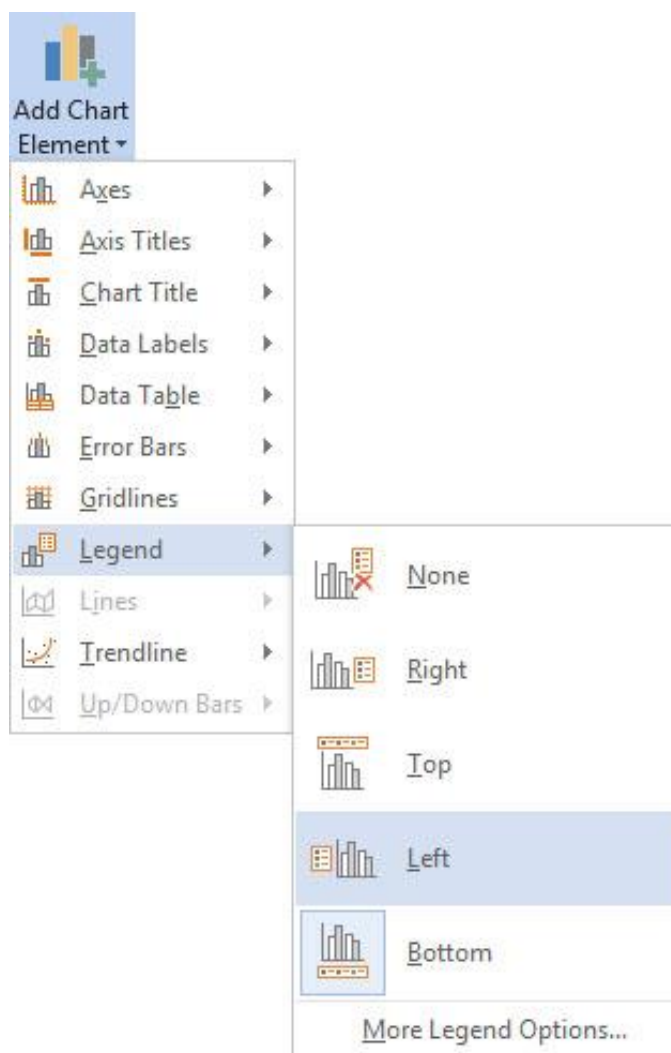 Add Chart
Element
Axes
Axis Titles
Chart Title
Data Labels
Data Table
Error Bars
Gridlines
Legend
Lines
Trendline
Up/Down Bars
None
Right
Top
Left
Bottom
More Legend Options...